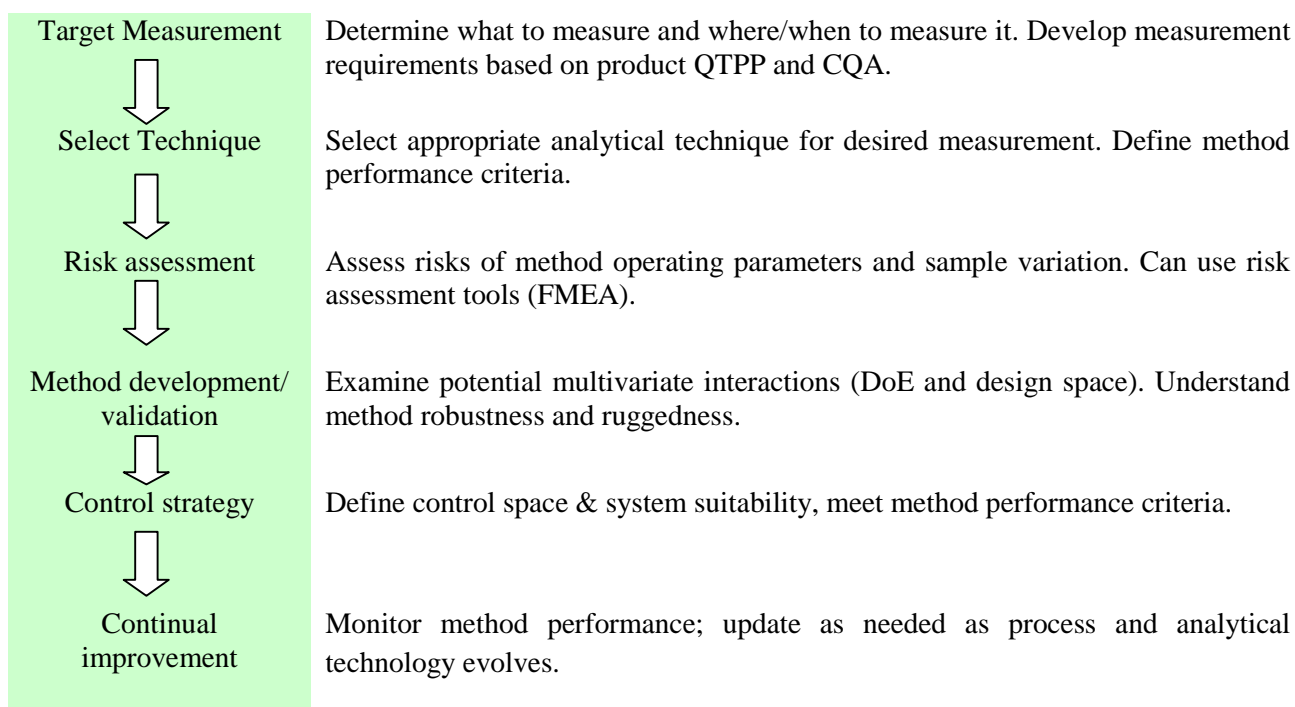 Target Measurement
Determine what to measure and where/when to measure it. Develop measurement
requirements based on product QTPP and CQA.
Select Technique
Select appropriate analytical technique for desired measurement. Define method
performance criteria.
Risk assessment
Assess risks of method operating parameters and sample variation. Can use risk
assessment tools (FMEA).
Method development/
validation
Examine potential multivariate interactions (DoE and design space). Understand
method robustness and ruggedness.
Control strategy
Define control space & system suitability, meet method performance criteria.
Continual
improvement
Monitor method performance; update as needed as process and analytical
technology evolves.